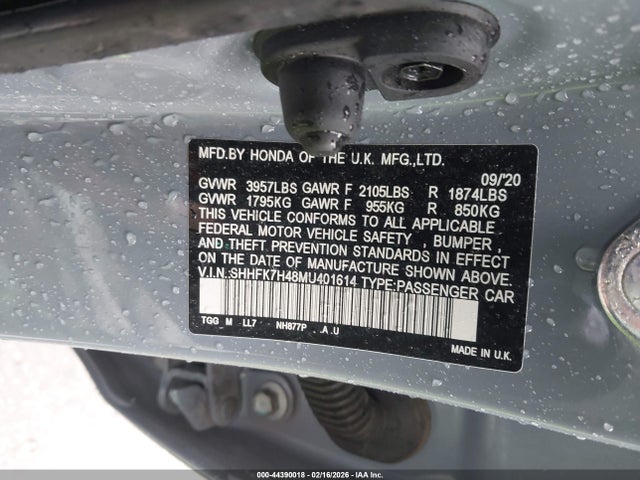 MFD.BY HONDA OF THE U.K. MFG.,LTD.
09/'20
GVWR 3957LBS GAWR F 2105LBS R 1874LBS
GVWR 1795KG GAWR F 955KG R 850KG
THIS VEHICLE CONFORMS TO ALL APPLICABLE
FEDERAL MOTOR VEHICLE SAFETY , BUMPER ,
AND THEFT PREVENTION STANDARDS IN EFFECT
ON THE DATE OF MANUFACTURE SHOWN ABOVE.
V.I.N.:SHHFK7H48MU401614 TYPE:PASSENGER CAR
TGG M LL7 NH877P .A .U
MADE IN U.K.
000-44390018 - 02/16/2026 - IAA Inc.